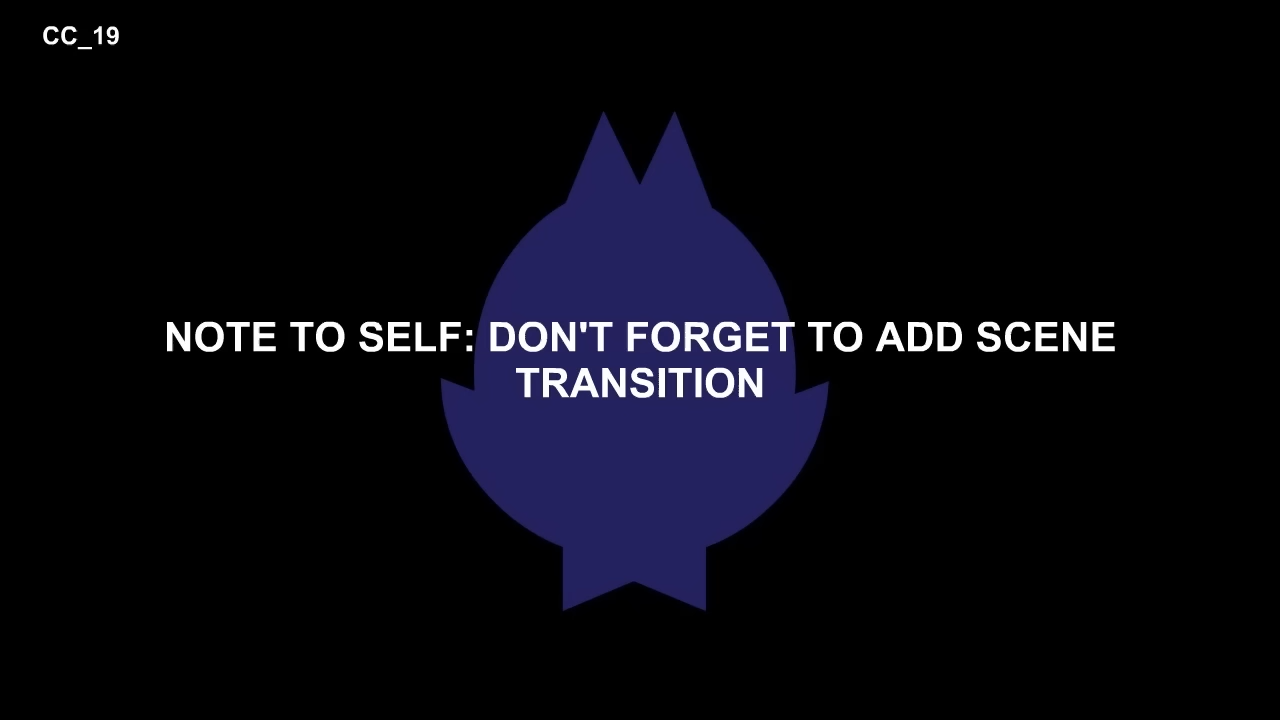 CC_19
NOTE TO SELF: DON'T FORGET TO ADD SCENE
TRANSITION